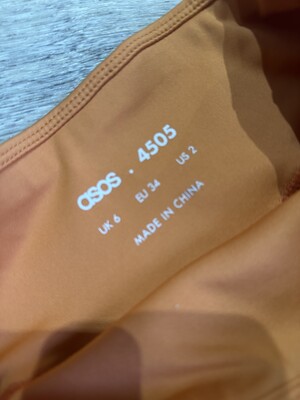 asos · 4505
UK 6 EU 34 US 2
MADE IN CHINA